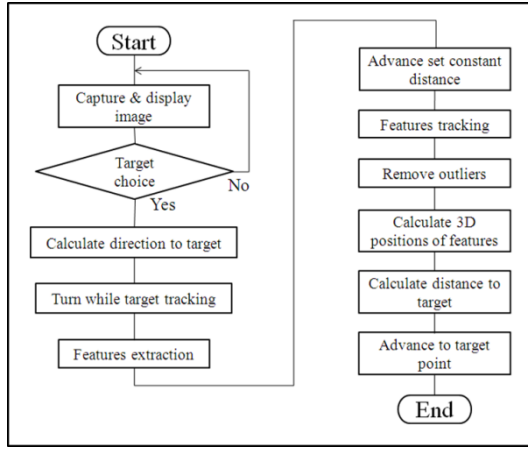 Start
Capture & display
image
Target
choice
No
Yes
Calculate direction to target
Turn while target tracking
Features extraction
Advance set constant
distance
Features tracking
Remove outliers
Calculate 3D
positions of features
Calculate distance to
target
Advance to target
point
End